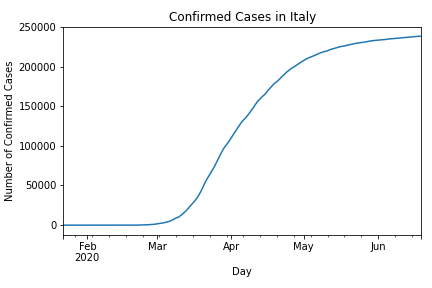 Confirmed Cases in Italy
250000
200000
150000
100000
50000
0
Number of Confirmed Cases
Feb
2020
Mar
Apr
May
Jun
Day